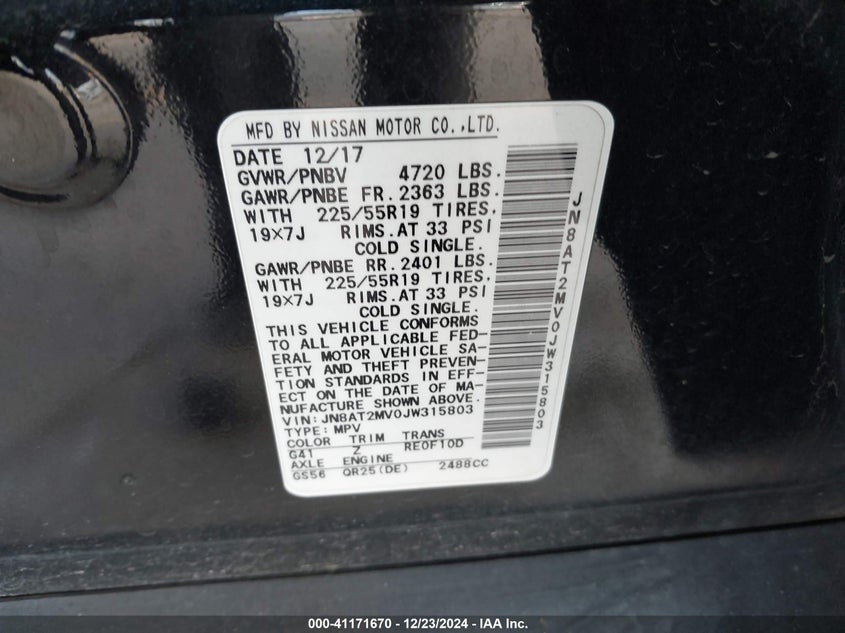 MFD BY NISSAN MOTOR CO.,LTD.
DATE 12/17
GVWR/PNBV 4720 LBS.
GAWR/PNBE FR. 2363 LBS.
WITH 225/55R19 TIRES,
19×7J RIMS.AT 33 PSI
COLD SINGLE.
GAWR/PNBE RR. 2401 LBS.
WITH 225/55R19 TIRES,
19×7J RIMS.AT 33 PSI
COLD SINGLE.
THIS VEHICLE CONFORMS
TO ALL APPLICABLE FED-
ERAL MOTOR VEHICLE SA-
FETY AND THEFT PREVEN-
TION STANDARDS IN EFF-
ECT ON THE DATE OF MA-
NUFACTURE SHOWN ABOVE.
VIN: JN8AT2MV0JW315803
TYPE: MPV
COLOR TRIM TRANS
G41 Z RE0F10D
AXLE ENGINE
GS56 QR25(DE) 2488CC
JN8AT2MV0JW315803
000-41171670 - 12/23/2024 - IAA Inc.